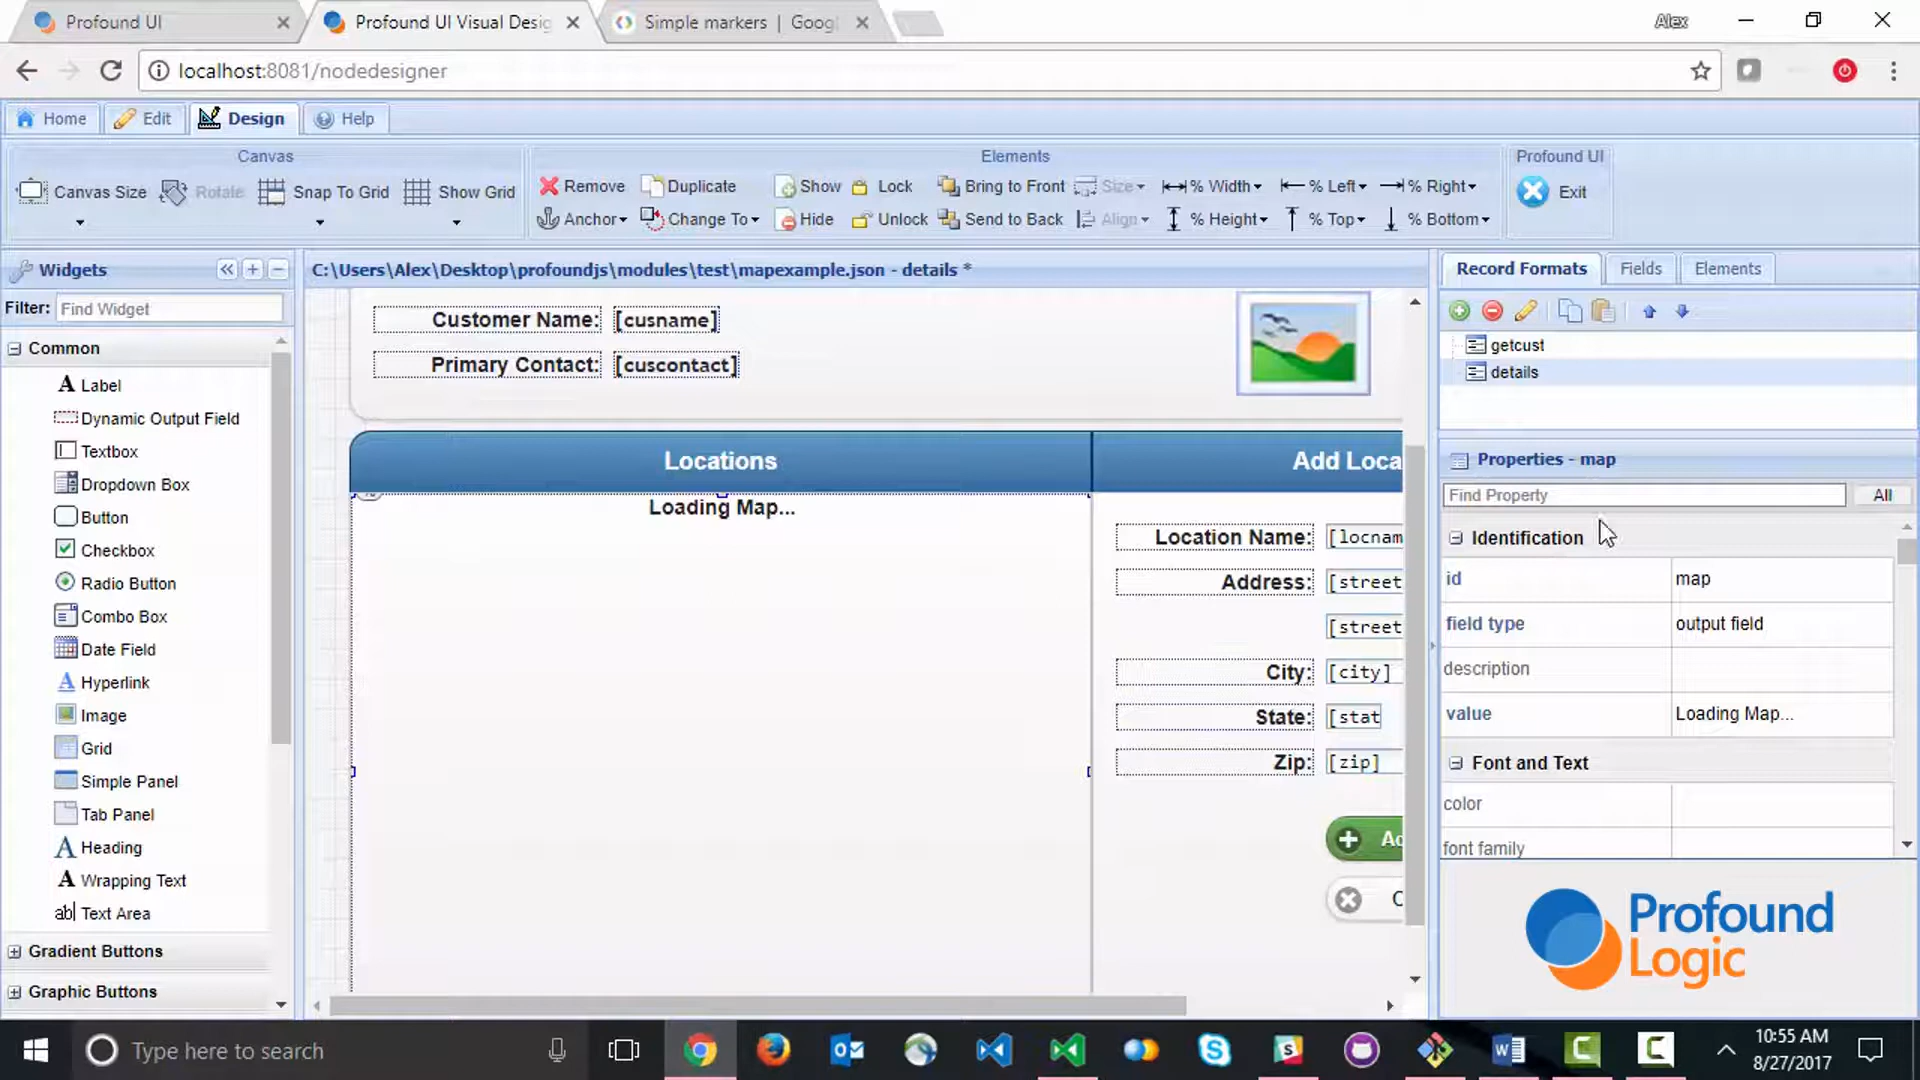 Profound UI
Profound UI Visual Desig
Simple markers | Goog
Alex
localhost:8081/nodedesigner
Home
Edit
Design
Help
Canvas
Elements
Profound UI
Canvas Size
Rotate
Snap To Grid
Show Grid
Remove
Duplicate
Show
Lock
Bring to Front
Size
% Width
% Left
% Right
Anchor
Change To
Hide
Unlock
Send to Back
Align
% Height
% Top
% Bottom
Exit
Widgets
C:\Users\Alex\Desktop\profoundjs\modules\test\mapexample.json - details *
Record Formats
Fields
Elements
Filter:
Find Widget
Common
Label
Dynamic Output Field
Textbox
Dropdown Box
Button
Checkbox
Radio Button
Combo Box
Date Field
Hyperlink
Image
Grid
Simple Panel
Tab Panel
Heading
Wrapping Text
Text Area
Gradient Buttons
Graphic Buttons
Customer Name:
[cusname]
Primary Contact:
[cuscontact]
Locations
Add Loca
Loading Map...
Location Name:
[locnam
Address:
[street
[street
City:
[city]
State:
[stat
Zip:
[zip]
Ad
C
getcust
details
Properties - map
Find Property
All
Identification
id
map
field type
output field
description
value
Loading Map...
Font and Text
color
font family
Profound
Logic
Type here to search
10:55 AM
8/27/2017